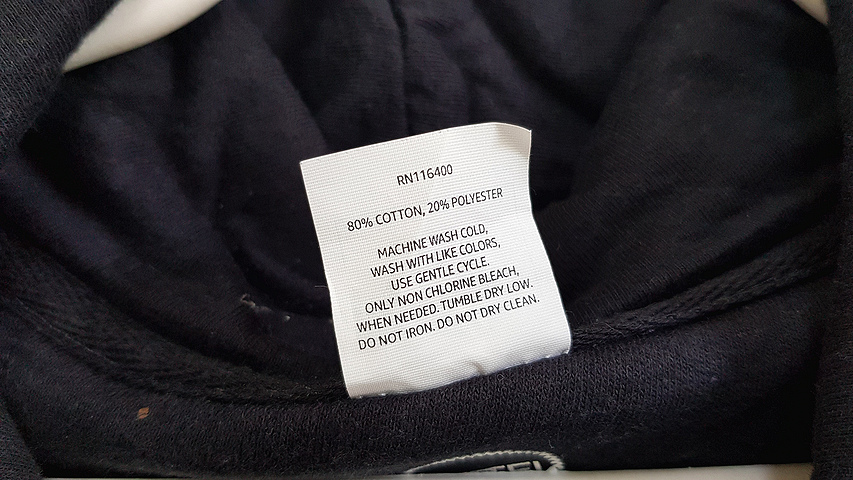 RN116400
80% COTTON, 20% POLYESTER
MACHINE WASH COLD,
WASH WITH LIKE COLORS,
USE GENTLE CYCLE.
ONLY NON CHLORINE BLEACH,
WHEN NEEDED. TUMBLE DRY LOW.
DO NOT IRON. DO NOT DRY CLEAN.